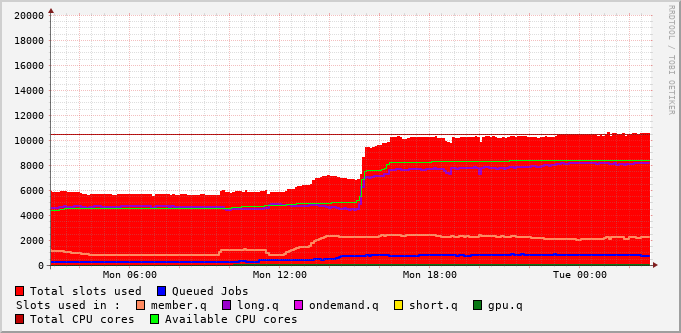 20000
18000
16000
14000
12000
10000
8000
6000
4000
2000
0
Mon 06:00 Mon 12:00 Mon 18:00 Tue 00:00
RRDTOOL / TOBI OETIKER
Total slots used Queued Jobs
Slots used in : member.q long.q ondemand.q short.q gpu.q
Total CPU cores Available CPU cores